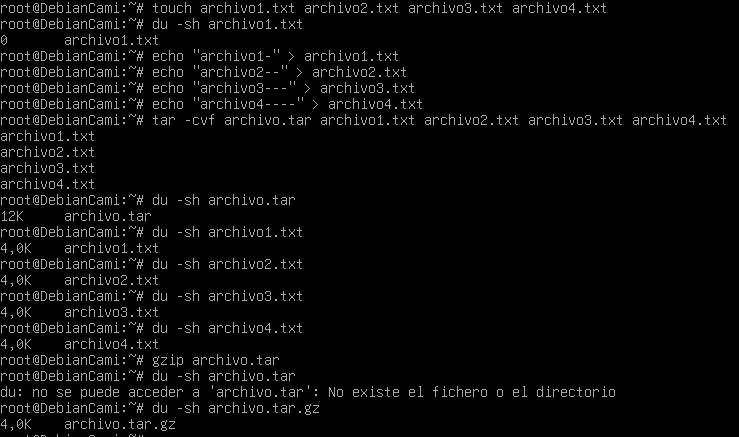 root@DebianCami:~# touch archivo1.txt archivo2.txt archivo3.txt archivo4.txt
root@DebianCami:~# du -sh archivo1.txt
0 archivo1.txt
root@DebianCami:~# echo "archivo1-" > archivo1.txt
root@DebianCami:~# echo "archivo2--" > archivo2.txt
root@DebianCami:~# echo "archivo3---" > archivo3.txt
root@DebianCami:~# echo "archivo4----" > archivo4.txt
root@DebianCami:~# tar -cvf archivo.tar archivo1.txt archivo2.txt archivo3.txt archivo4.txt
archivo1.txt
archivo2.txt
archivo3.txt
archivo4.txt
root@DebianCami:~# du -sh archivo.tar
12K archivo.tar
root@DebianCami:~# du -sh archivo1.txt
4,0K archivo1.txt
root@DebianCami:~# du -sh archivo2.txt
4,0K archivo2.txt
root@DebianCami:~# du -sh archivo3.txt
4,0K archivo3.txt
root@DebianCami:~# du -sh archivo4.txt
4,0K archivo4.txt
root@DebianCami:~# gzip archivo.tar
root@DebianCami:~# du -sh archivo.tar
du: no se puede acceder a 'archivo.tar': No existe el fichero o el directorio
root@DebianCami:~# du -sh archivo.tar.gz
4,0K archivo.tar.gz